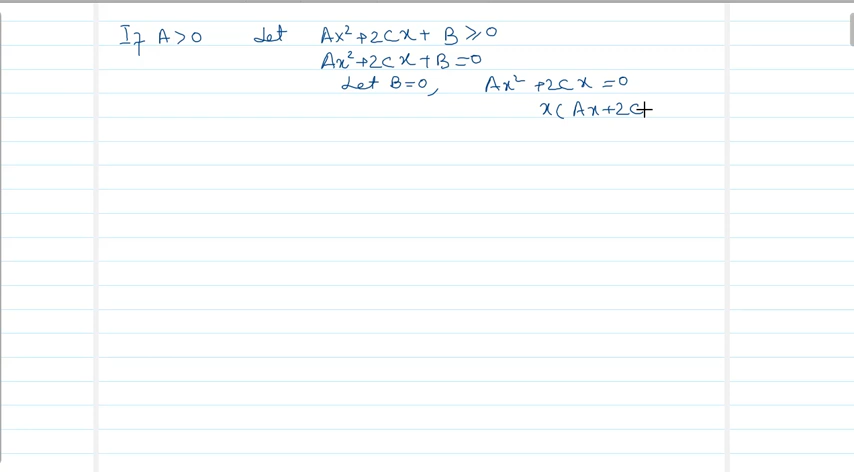 If A>0 Let Ax²+2Cx+ B ≥0
Ax²+2Cx+B=0
Let B=0, Ax² +2Cx =0
x( Ax+2C